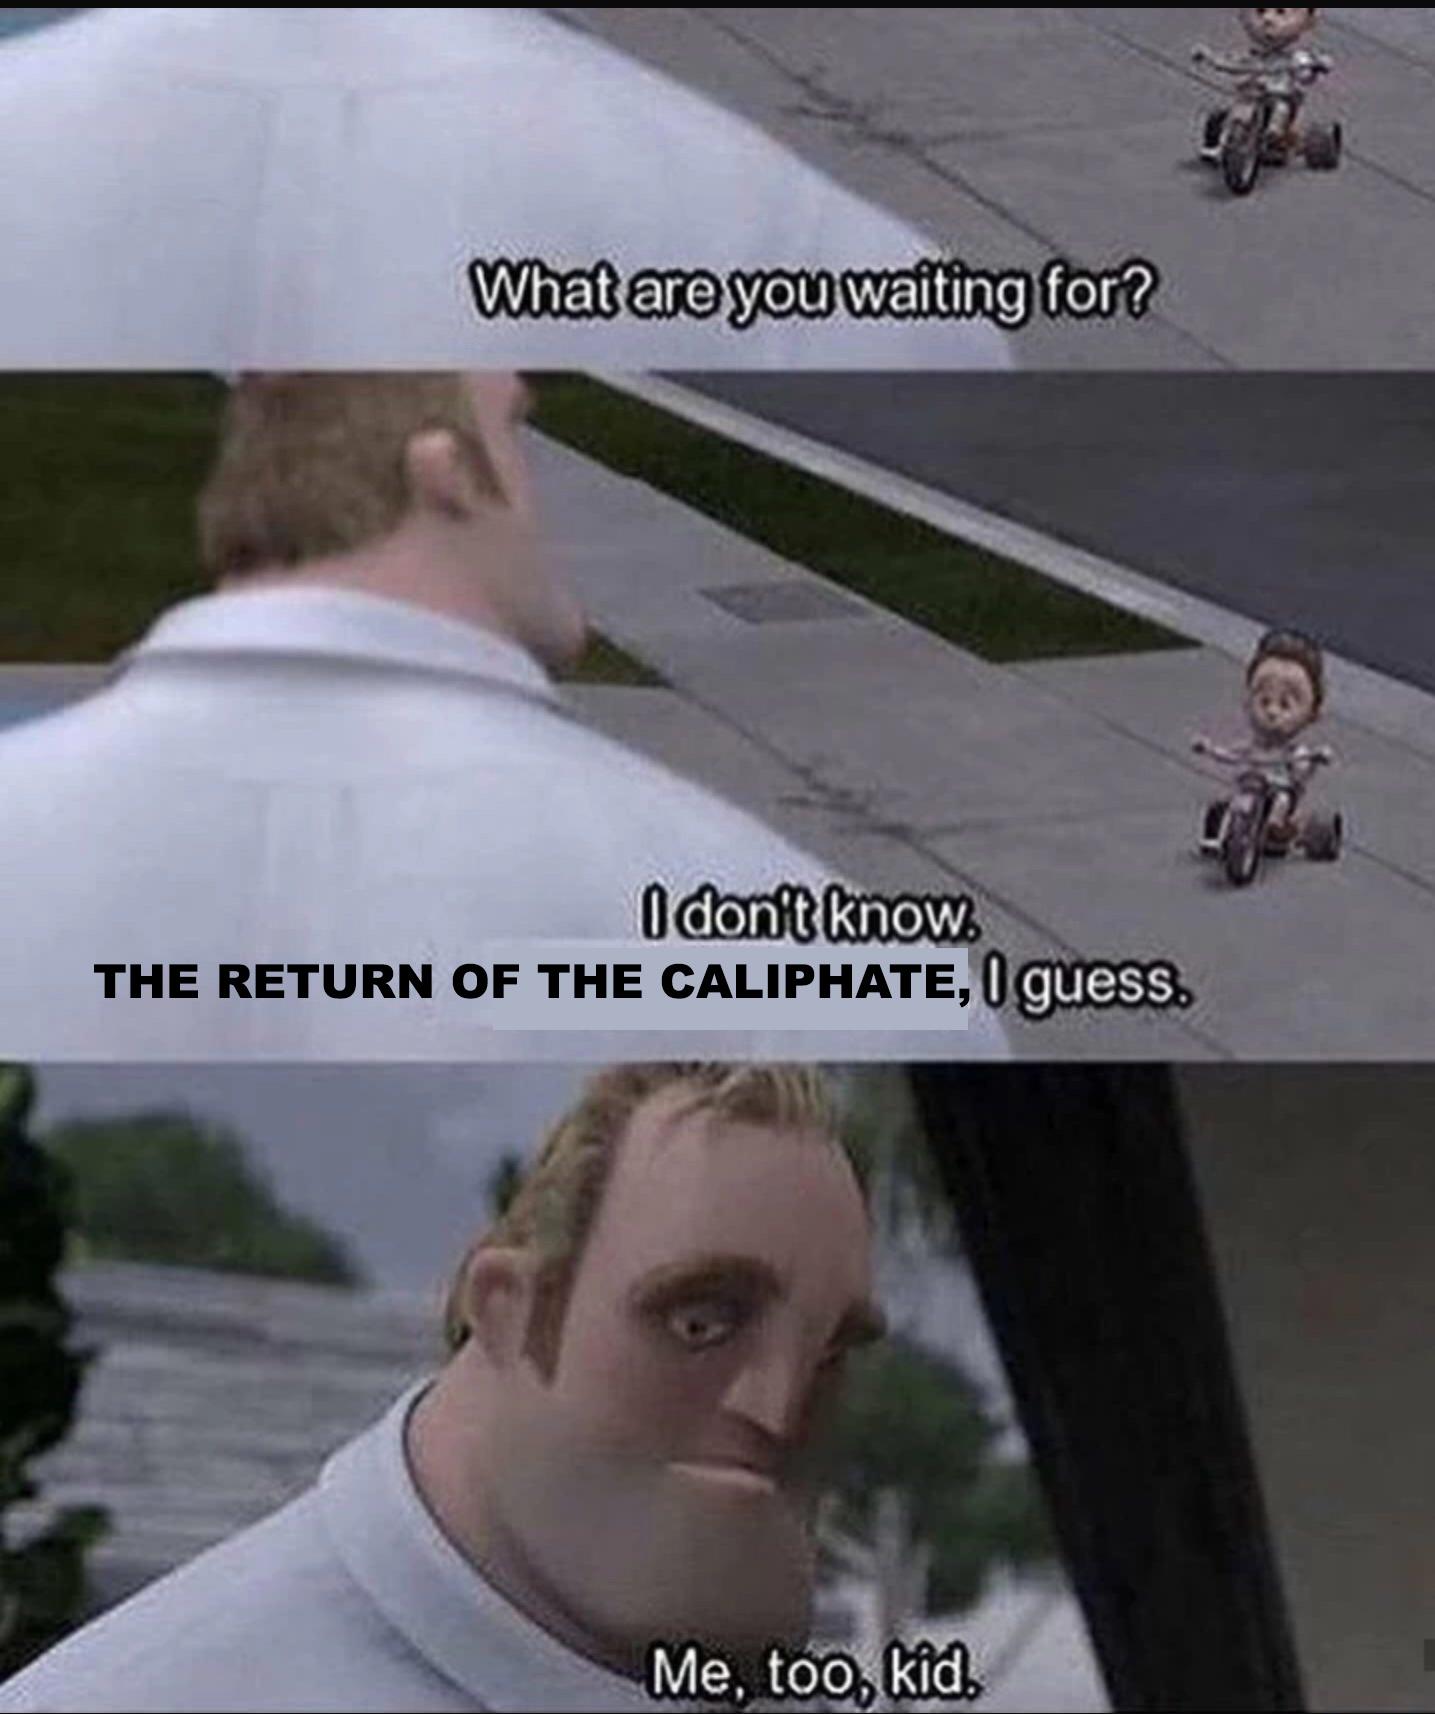 What are you waiting for?
I don't know.
THE RETURN OF THE CALIPHATE, I guess.
Me, too, kid.